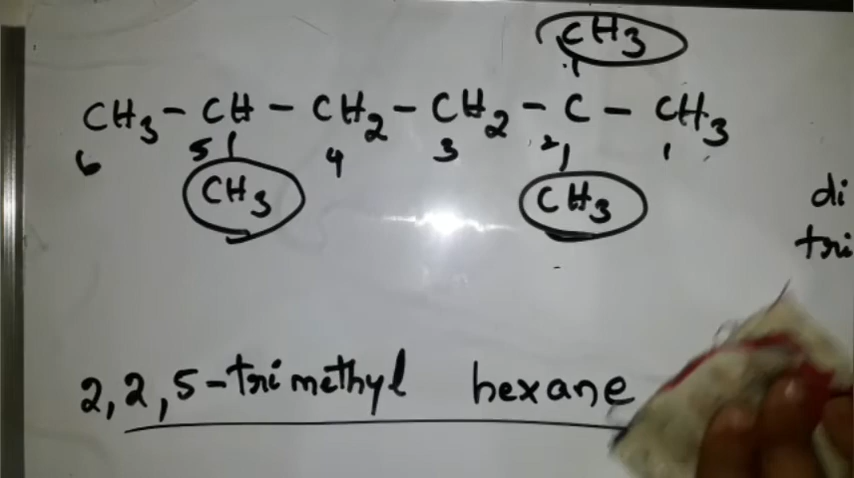 CH3
CH3 - CH - CH2 - CH2 - C - CH3
6 5 4 3 2 1
CH3 CH3
di
tri
2,2,5-trimethyl hexane